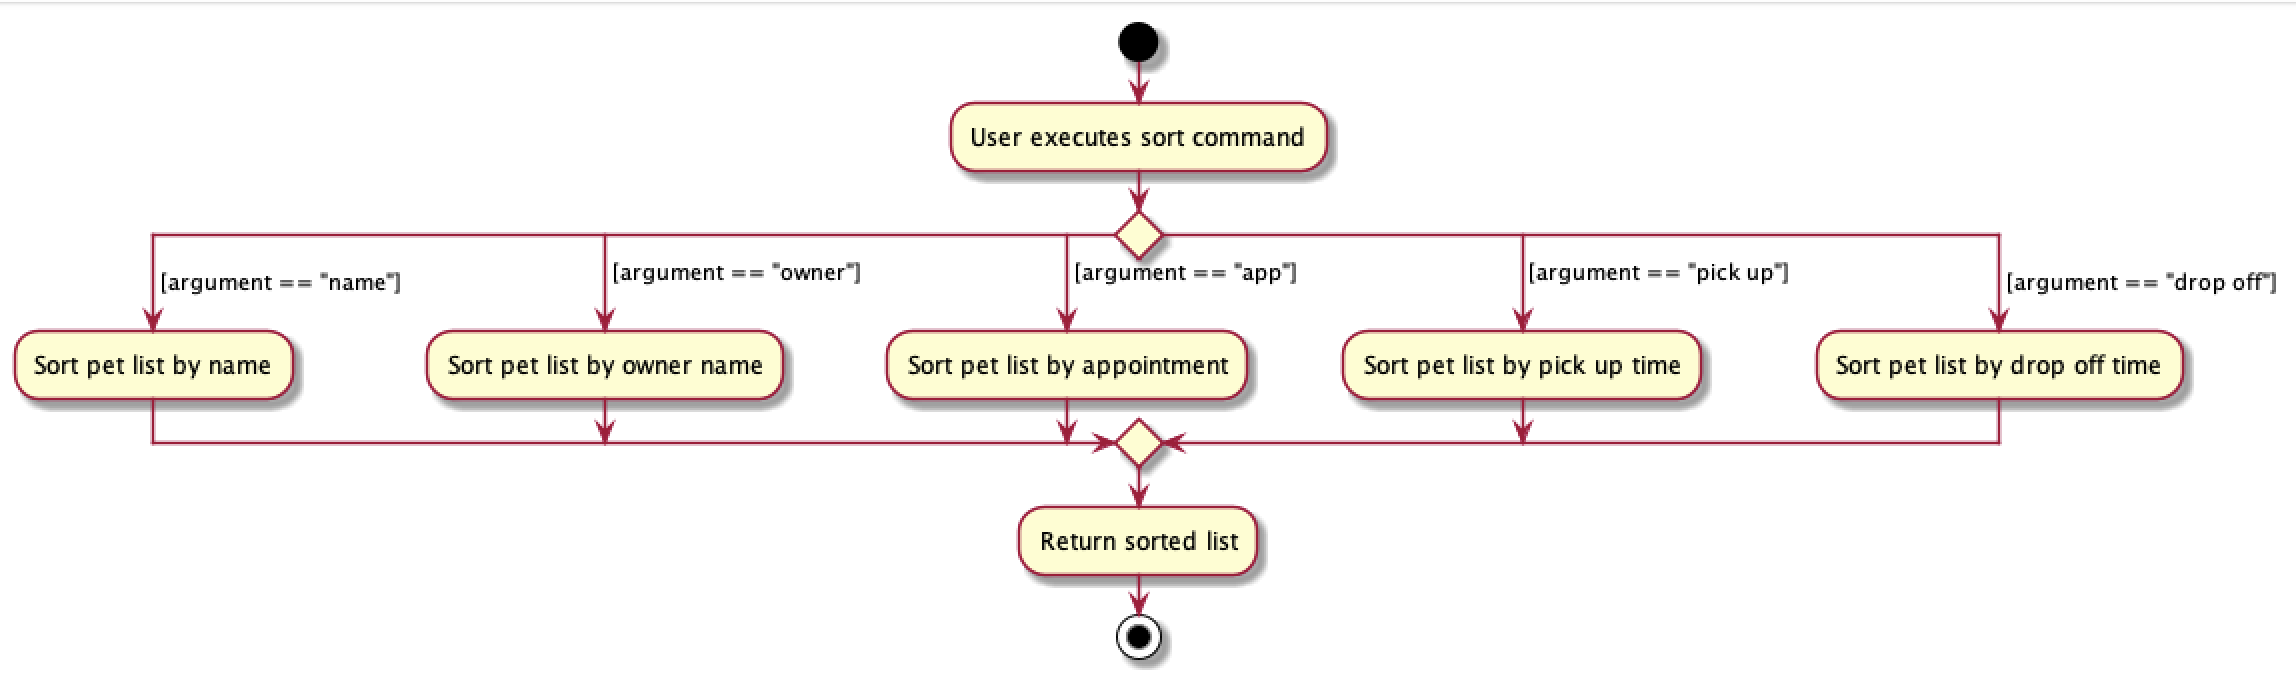 User executes sort command
[argument == "name"]
[argument == "owner"]
[argument == "app"]
[argument == "pick up"]
[argument == "drop off"]
Sort pet list by name
Sort pet list by owner name
Sort pet list by appointment
Sort pet list by pick up time
Sort pet list by drop off time
Return sorted list